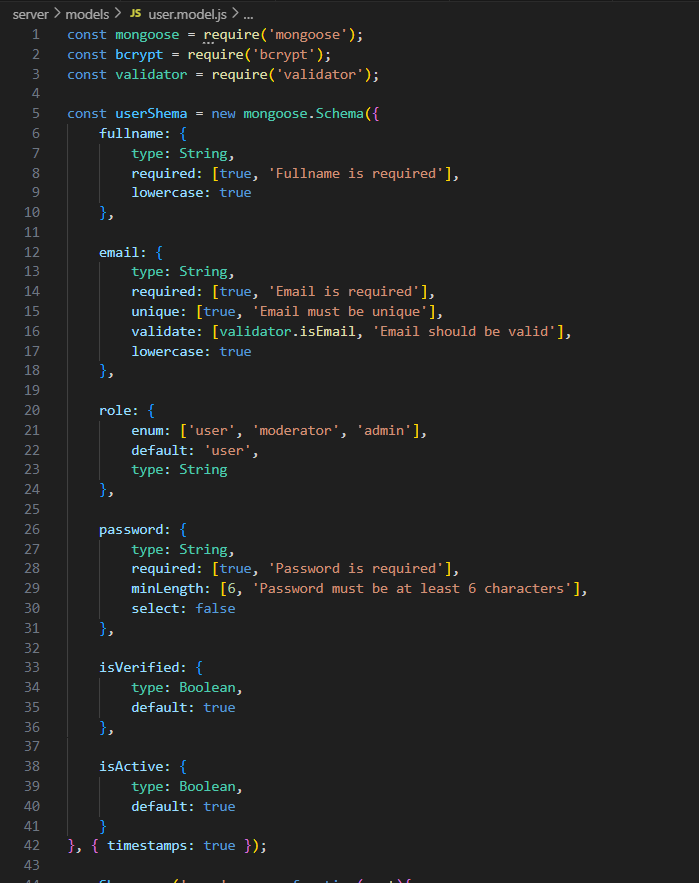 server > models > JS user.model.js > ...
1 const mongoose = require('mongoose');
2 const bcrypt = require('bcrypt');
3 const validator = require('validator');
4
5 const userShema = new mongoose.Schema({
6     fullname: {
7         type: String,
8         required: [true, 'Fullname is required'],
9         lowercase: true
10     },
11
12     email: {
13         type: String,
14         required: [true, 'Email is required'],
15         unique: [true, 'Email must be unique'],
16         validate: [validator.isEmail, 'Email should be valid'],
17         lowercase: true
18     },
19
20     role: {
21         enum: ['user', 'moderator', 'admin'],
22         default: 'user',
23         type: String
24     },
25
26     password: {
27         type: String,
28         required: [true, 'Password is required'],
29         minLength: [6, 'Password must be at least 6 characters'],
30         select: false
31     },
32
33     isVerified: {
34         type: Boolean,
35         default: true
36     },
37
38     isActive: {
39         type: Boolean,
40         default: true
41     }
42 }, { timestamps: true });
43